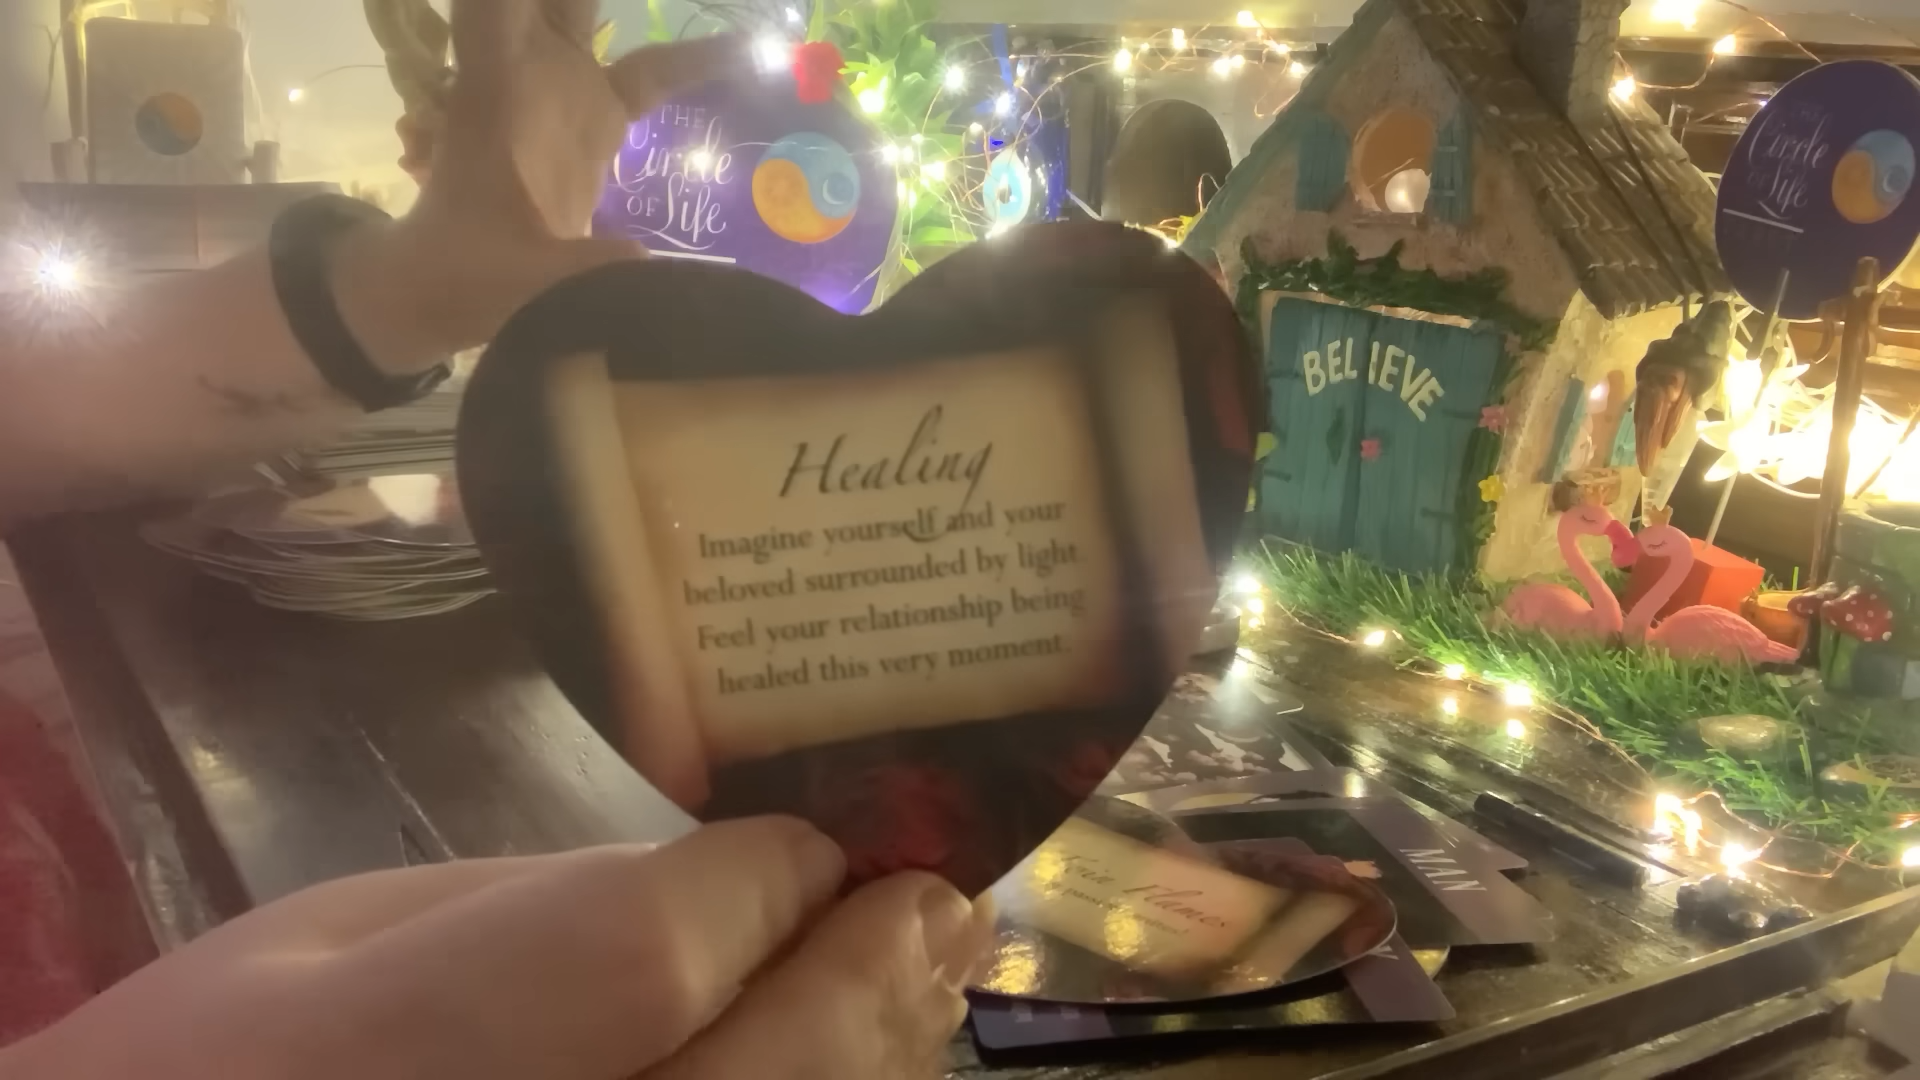 THE
Circle
OF Life
Circle
OF Life
BELIEVE
Healing
Imagine yourself and your
beloved surrounded by light.
Feel your relationship being
healed this very moment.
MAN
Twin Flames